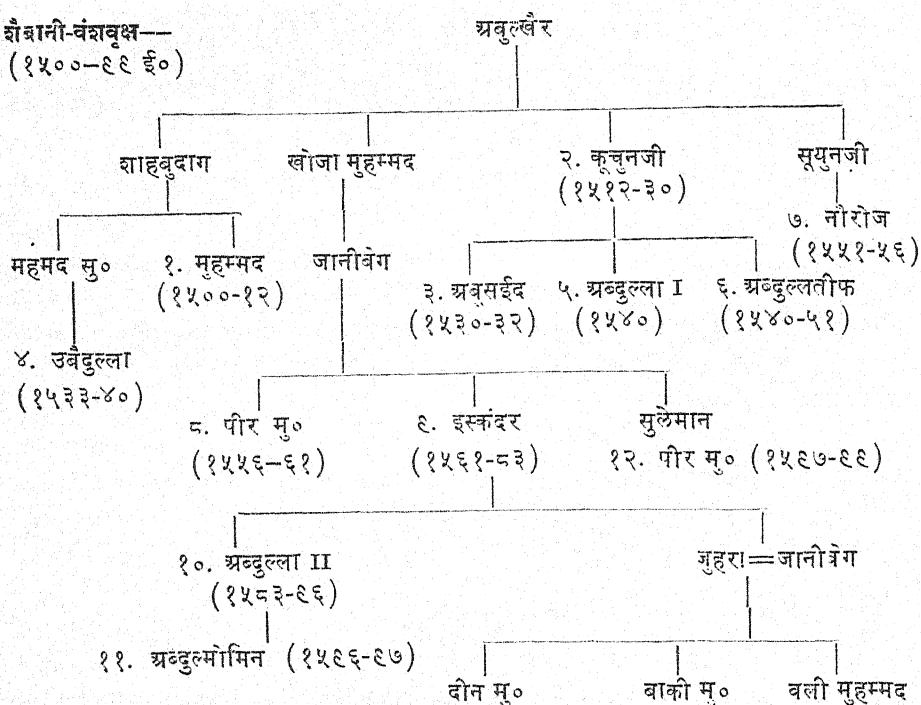 शैबानी-वंशवृक्ष--
(१५००–९९ ई०)
अबुल्खैर
शाहबुदाग खोजा मुहम्मद २. कूचुनजी सूयुनजी
(१५१२-३०)
७. नौरोज
(१५५१-५६)
महमद सु० १. मुहम्मद जानीबेग
(१५००-१२)
३. अबूसईद ५. अब्दुल्ला I ६. अब्दुल्लतीफ
(१५३०-३२) (१५४०) (१५४०-५१)
४. उबैदुल्ला
(१५३३-४०)
८. पीर मु० ९. इस्कंदर सुलेमान
(१५५६–६१) (१५६१-८३) १२. पीर मु० (१५९७-९९)
१०. अब्दुल्ला II जुहरा=जानीबेग
(१५८३-९६)
११. अब्दुल्मोमिन (१५९६-९७)
दीन मु० बाकी मु० वली मुहम्मद